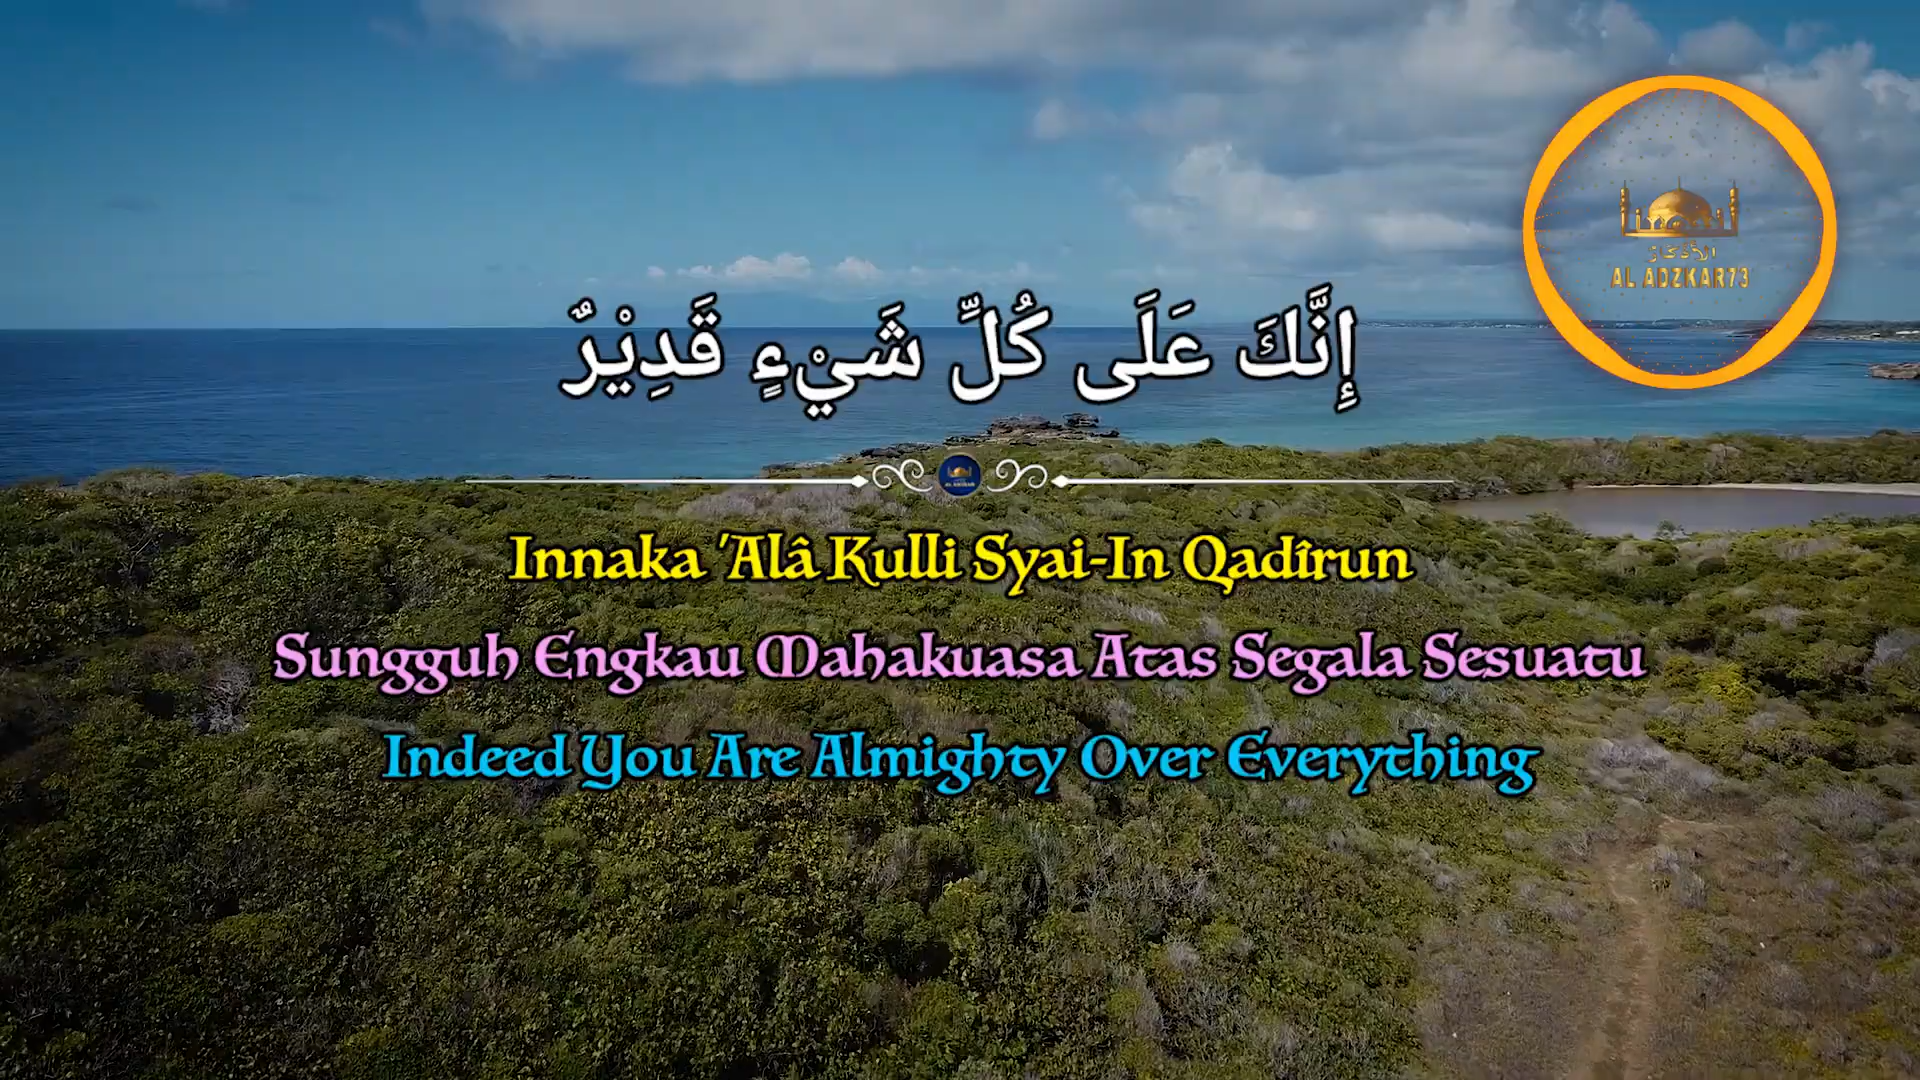 الأذكار
AL ADZKAR73
إِنَّكَ عَلَى كُلِّ شَيْءٍ قَدِيْرٌ
Innaka 'Alâ Kulli Syai-In Qadîrun
Sungguh Engkau Mahakuasa Atas Segala Sesuatu
Indeed You Are Almighty Over Everything